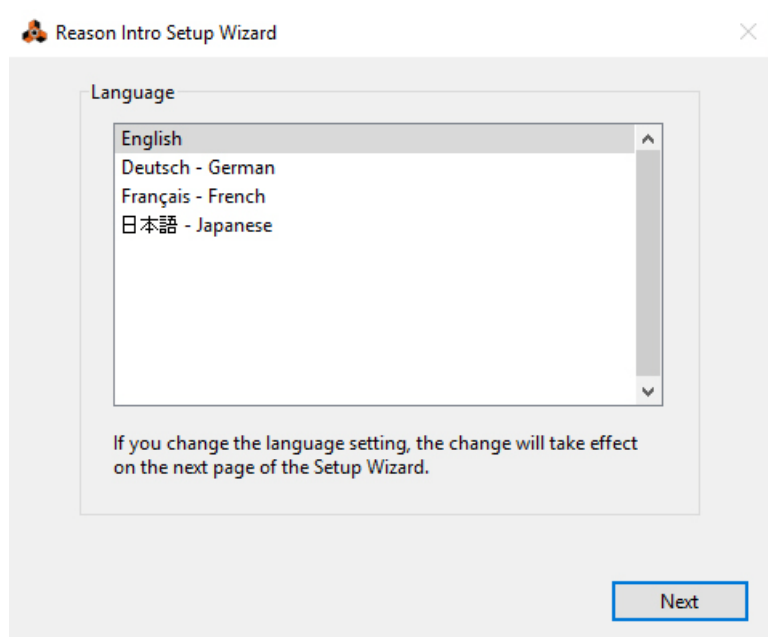 Reason Intro Setup Wizard
Language
English
Deutsch - German
Français - French
日本語 - Japanese
If you change the language setting, the change will take effect
on the next page of the Setup Wizard.
Next